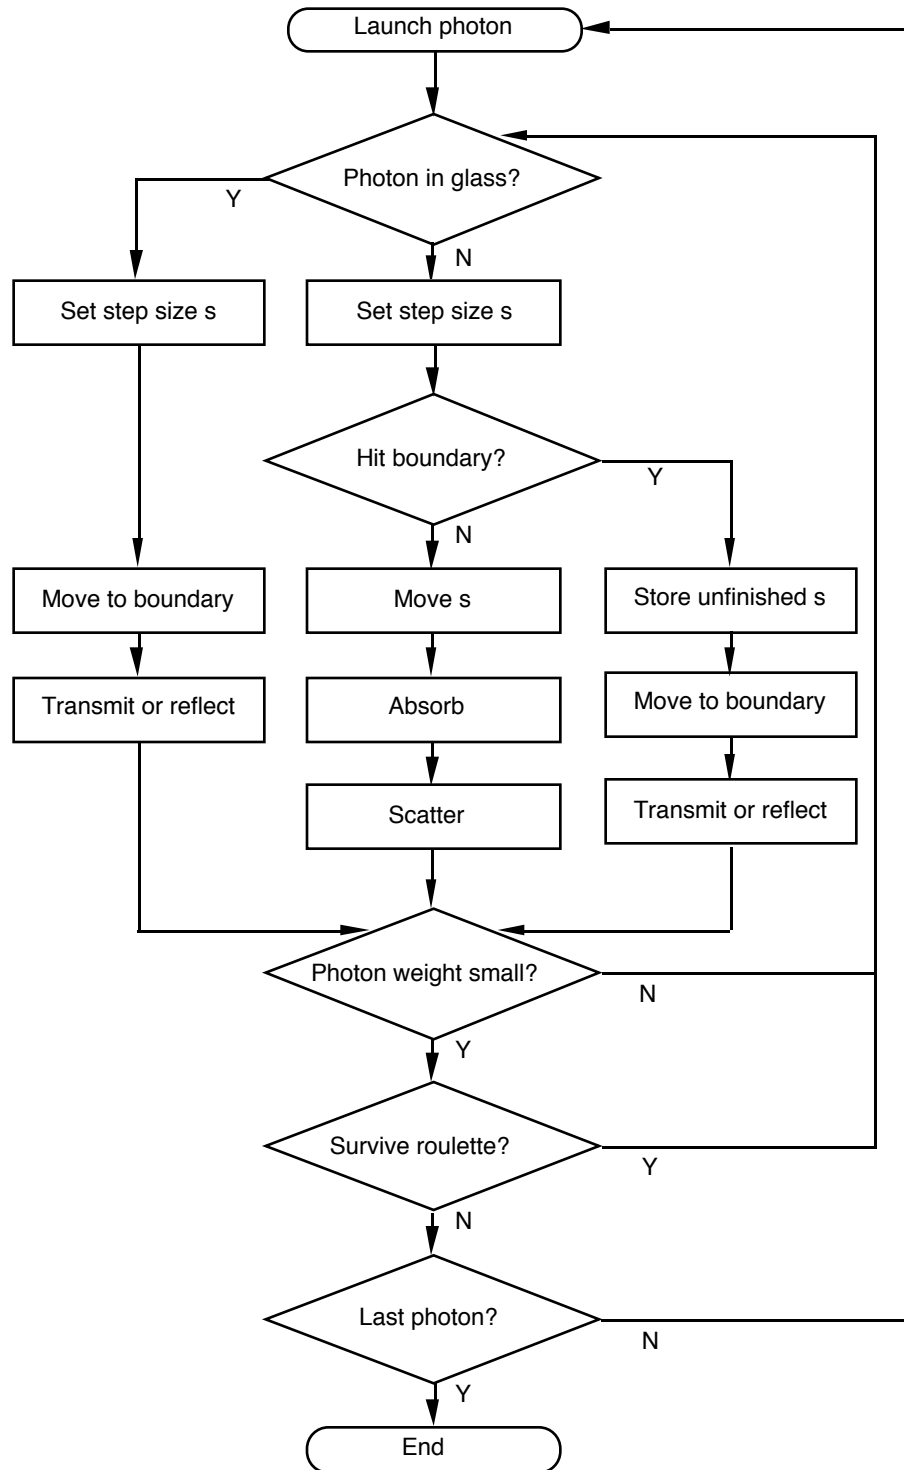 Launch photon
Photon in glass?
Y
N
Set step size s
Set step size s
Hit boundary?
Y
N
Move to boundary
Move s
Store unfinished s
Transmit or reflect
Absorb
Move to boundary
Scatter
Transmit or reflect
Photon weight small?
N
Y
Survive roulette?
Y
N
Last photon?
N
Y
End